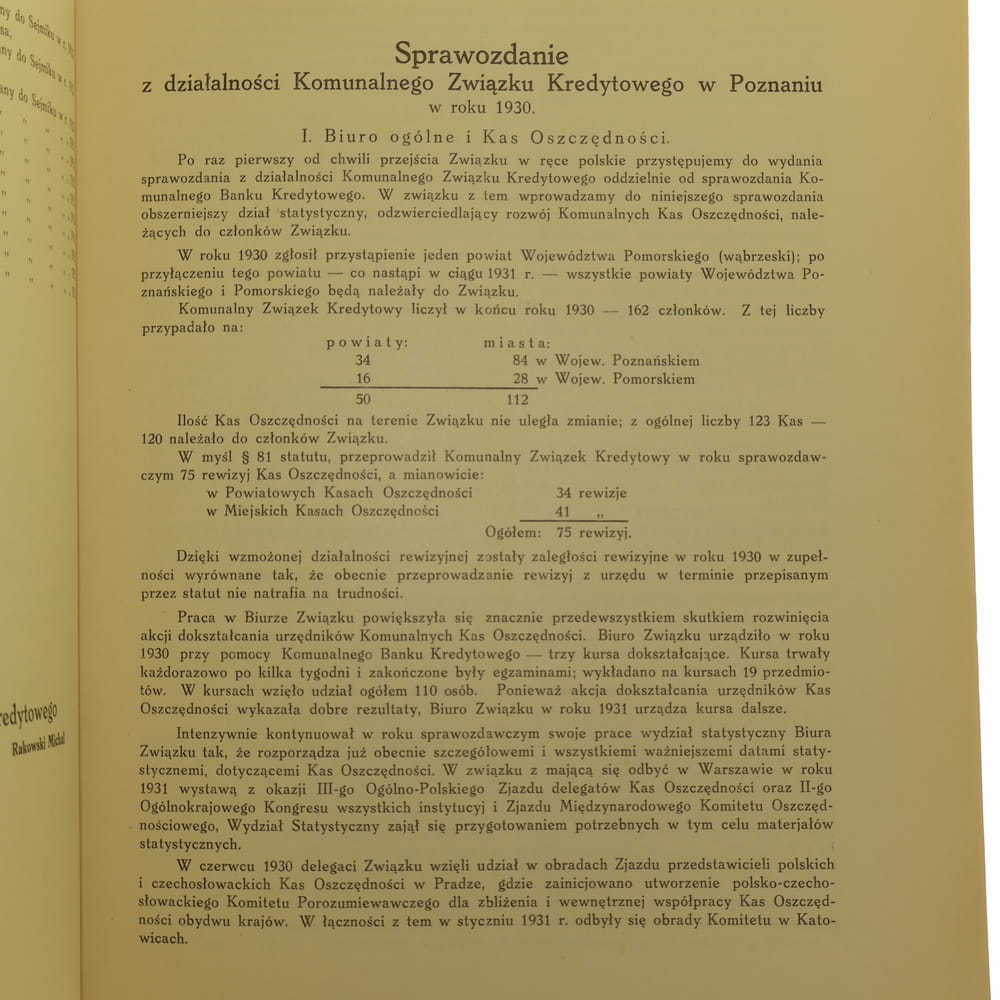 ny do Sejmiku w r.
sa,
ny do Sejmiku w r.
any do Sejmiku w r.
redytowego
Rakowski Michał
Sprawozdanie
z działalności Komunalnego Związku Kredytowego w Poznaniu
w roku 1930.
I. Biuro ogólne i Kas Oszczędności.
Po raz pierwszy od chwili przejścia Związku w ręce polskie przystępujemy do wydania
sprawozdania z działalności Komunalnego Związku Kredytowego oddzielnie od sprawozdania Ko-
munalnego Banku Kredytowego. W związku z tem wprowadzamy do niniejszego sprawozdania
obszerniejszy dział statystyczny, odzwierciedlający rozwój Komunalnych Kas Oszczędności, nale-
żących do członków Związku.
W roku 1930 zgłosił przystąpienie jeden powiat Województwa Pomorskiego (wąbrzeski); po
przyłączeniu tego powiatu — co nastąpi w ciągu 1931 r. — wszystkie powiaty Województwa Po-
znańskiego i Pomorskiego będą należały do Związku.
Komunalny Związek Kredytowy liczył w końcu roku 1930 — 162 członków. Z tej liczby
przypadało na:
powiaty: miasta:
34 84 w Wojew. Poznańskiem
16 28 w Wojew. Pomorskiem
50 112
Ilość Kas Oszczędności na terenie Związku nie uległa zmianie; z ogólnej liczby 123 Kas —
120 należało do członków Związku.
W myśl § 81 statutu, przeprowadził Komunalny Związek Kredytowy w roku sprawozdaw-
czym 75 rewizyj Kas Oszczędności, a mianowicie:
w Powiatowych Kasach Oszczędności 34 rewizje
w Miejskich Kasach Oszczędności 41 „
Ogółem: 75 rewizyj.
Dzięki wzmożonej działalności rewizyjnej zostały zaległości rewizyjne w roku 1930 w zupeł-
ności wyrównane tak, że obecnie przeprowadzanie rewizyj z urzędu w terminie przepisanym
przez statut nie natrafia na trudności.
Praca w Biurze Związku powiększyła się znacznie przedewszystkiem skutkiem rozwinięcia
akcji dokształcania urzędników Komunalnych Kas Oszczędności. Biuro Związku urządziło w roku
1930 przy pomocy Komunalnego Banku Kredytowego — trzy kursa dokształcające. Kursa trwały
każdorazowo po kilka tygodni i zakończone były egzaminami; wykładano na kursach 19 przedmio-
tów. W kursach wzięło udział ogółem 110 osób. Ponieważ akcja dokształcania urzędników Kas
Oszczędności wykazała dobre rezultaty, Biuro Związku w roku 1931 urządza kursa dalsze.
Intenzywnie kontynuował w roku sprawozdawczym swoje prace wydział statystyczny Biura
Związku tak, że rozporządza już obecnie szczegółowemi i wszystkiemi ważniejszemi datami staty-
stycznemi, dotyczącemi Kas Oszczędności. W związku z mającą się odbyć w Warszawie w roku
1931 wystawą z okazji III-go Ogólno-Polskiego Zjazdu delegatów Kas Oszczędności oraz II-go
Ogólnokrajowego Kongresu wszystkich instytucyj i Zjazdu Międzynarodowego Komitetu Oszczęd-
nościowego, Wydział Statystyczny zajął się przygotowaniem potrzebnych w tym celu materjałów
statystycznych.
W czerwcu 1930 delegaci Związku wzięli udział w obradach Zjazdu przedstawicieli polskich
i czechosłowackich Kas Oszczędności w Pradze, gdzie zainicjowano utworzenie polsko-czecho-
słowackiego Komitetu Porozumiewawczego dla zbliżenia i wewnętrznej współpracy Kas Oszczęd-
ności obydwu krajów. W łączności z tem w styczniu 1931 r. odbyły się obrady Komitetu w Kato-
wicach.